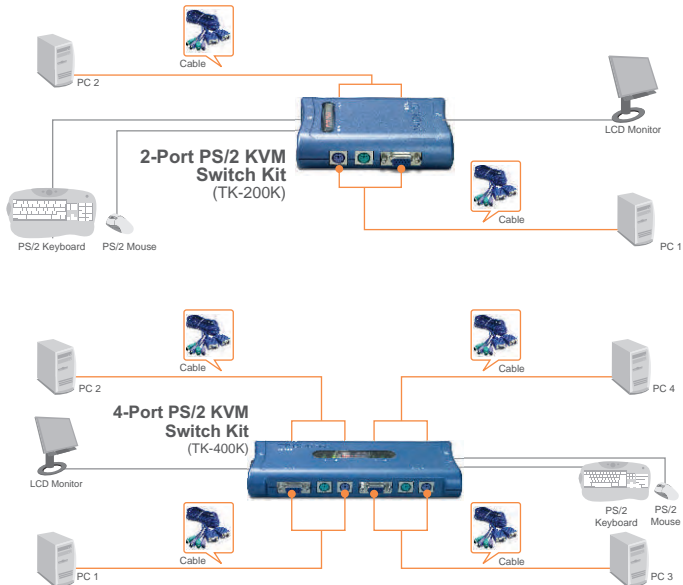 Cable
PC 2
LCD Monitor
2-Port PS/2 KVM
Switch Kit
(TK-200K)
Cable
PS/2 Keyboard
PS/2 Mouse
PC 1
Cable
Cable
PC 2
PC 4
4-Port PS/2 KVM
Switch Kit
(TK-400K)
LCD Monitor
PS/2
Keyboard
PS/2
Mouse
Cable
PC 1
Cable
PC 3